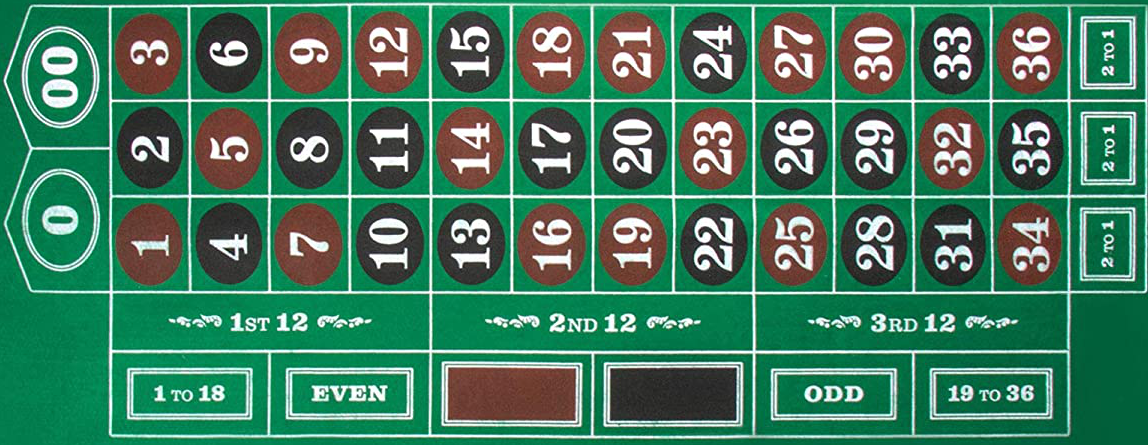 00 3 6 9 12 15 18 21 24 27 30 33 36 2 TO 1
2 5 8 11 14 17 20 23 26 29 32 35 2 TO 1
0 1 4 7 10 13 16 19 22 25 28 31 34 2 TO 1
1ST 12 2ND 12 3RD 12
1 TO 18 EVEN ODD 19 TO 36